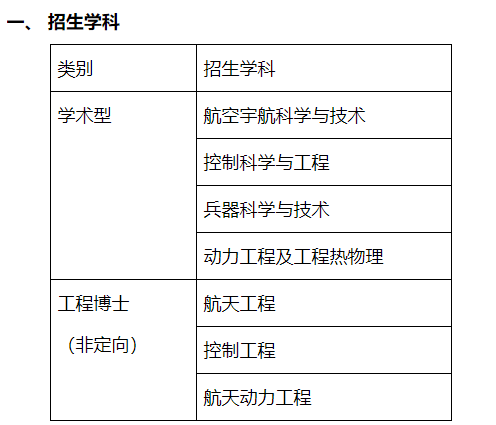 一、 招生学科
类别
招生学科
学术型
航空宇航科学与技术
控制科学与工程
兵器科学与技术
动力工程及工程热物理
工程博士
（非定向）
航天工程
控制工程
航天动力工程